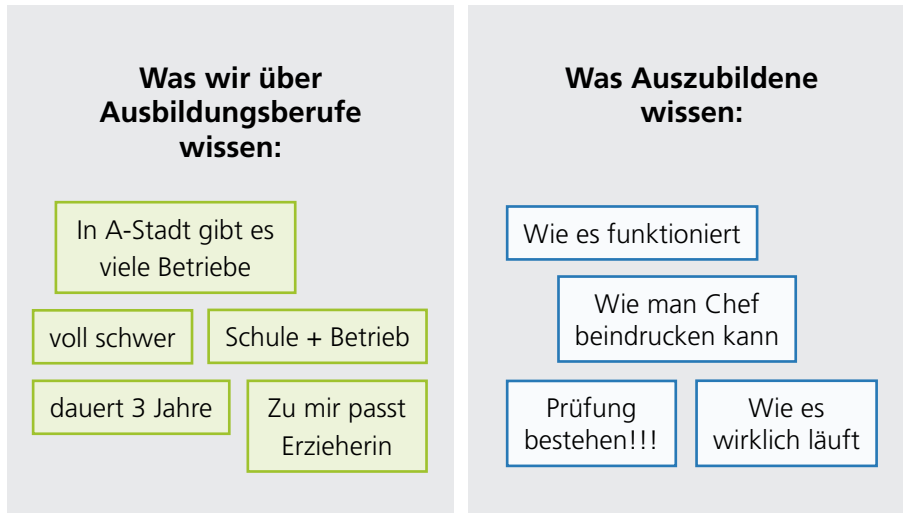 Was wir über
Ausbildungsberufe
wissen:
In A-Stadt gibt es
viele Betriebe
voll schwer
Schule + Betrieb
dauert 3 Jahre
Zu mir passt
Erzieherin
Was Auszubildene
wissen:
Wie es funktioniert
Wie man Chef
beindrucken kann
Prüfung
bestehen!!!
Wie es
wirklich läuft